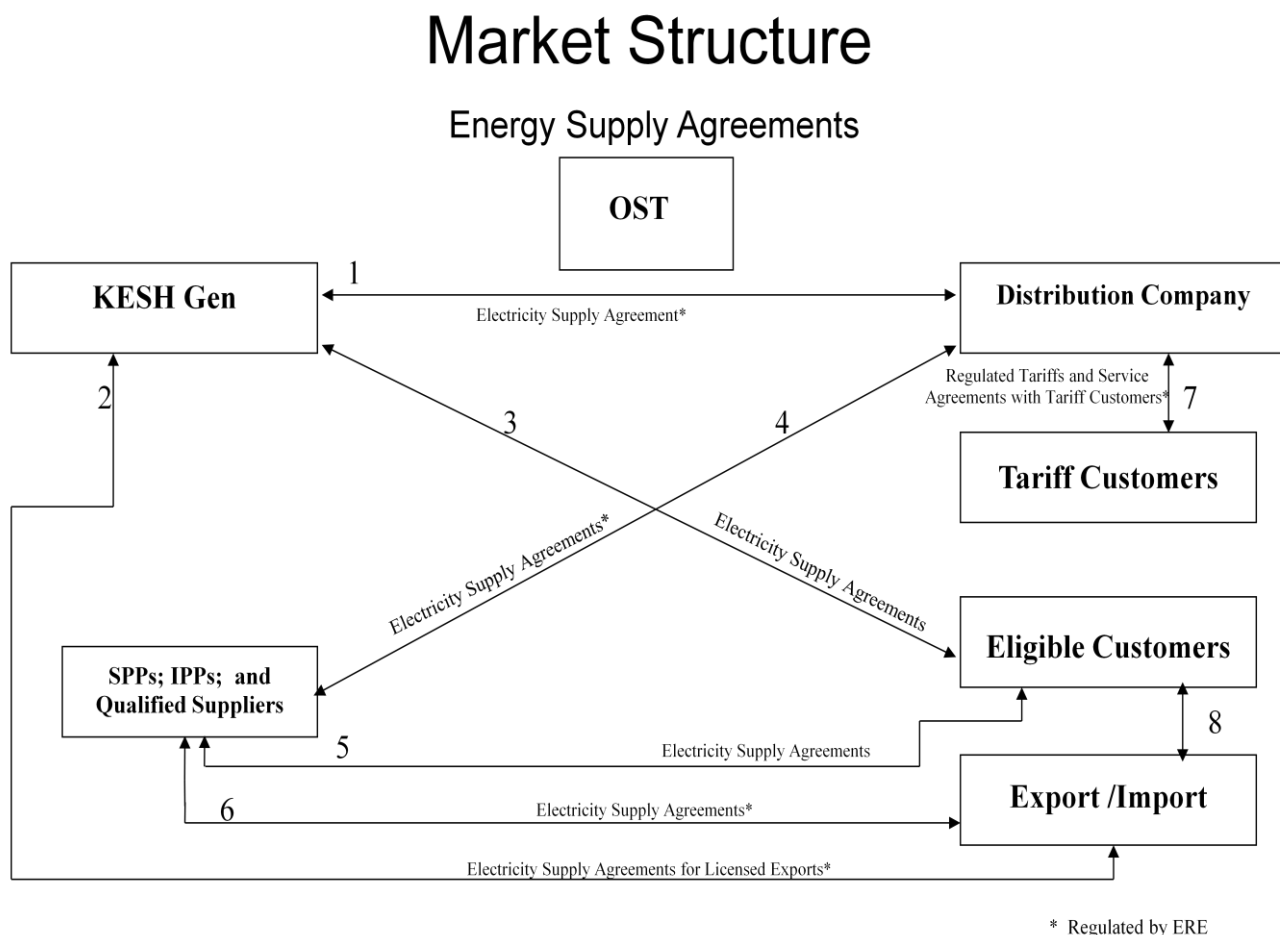 Market Structure
Energy Supply Agreements
OST
KESH Gen
1
Electricity Supply Agreement*
Distribution Company
2
3
4
Regulated Tariffs and Service
Agreements with Tariff Customers*
7
Tariff Customers
Electricity Supply Agreements*
Electricity Supply Agreements
SPPs; IPPs; and
Qualified Suppliers
Eligible Customers
5
Electricity Supply Agreements
8
6
Electricity Supply Agreements*
Export /Import
Electricity Supply Agreements for Licensed Exports*
* Regulated by ERE